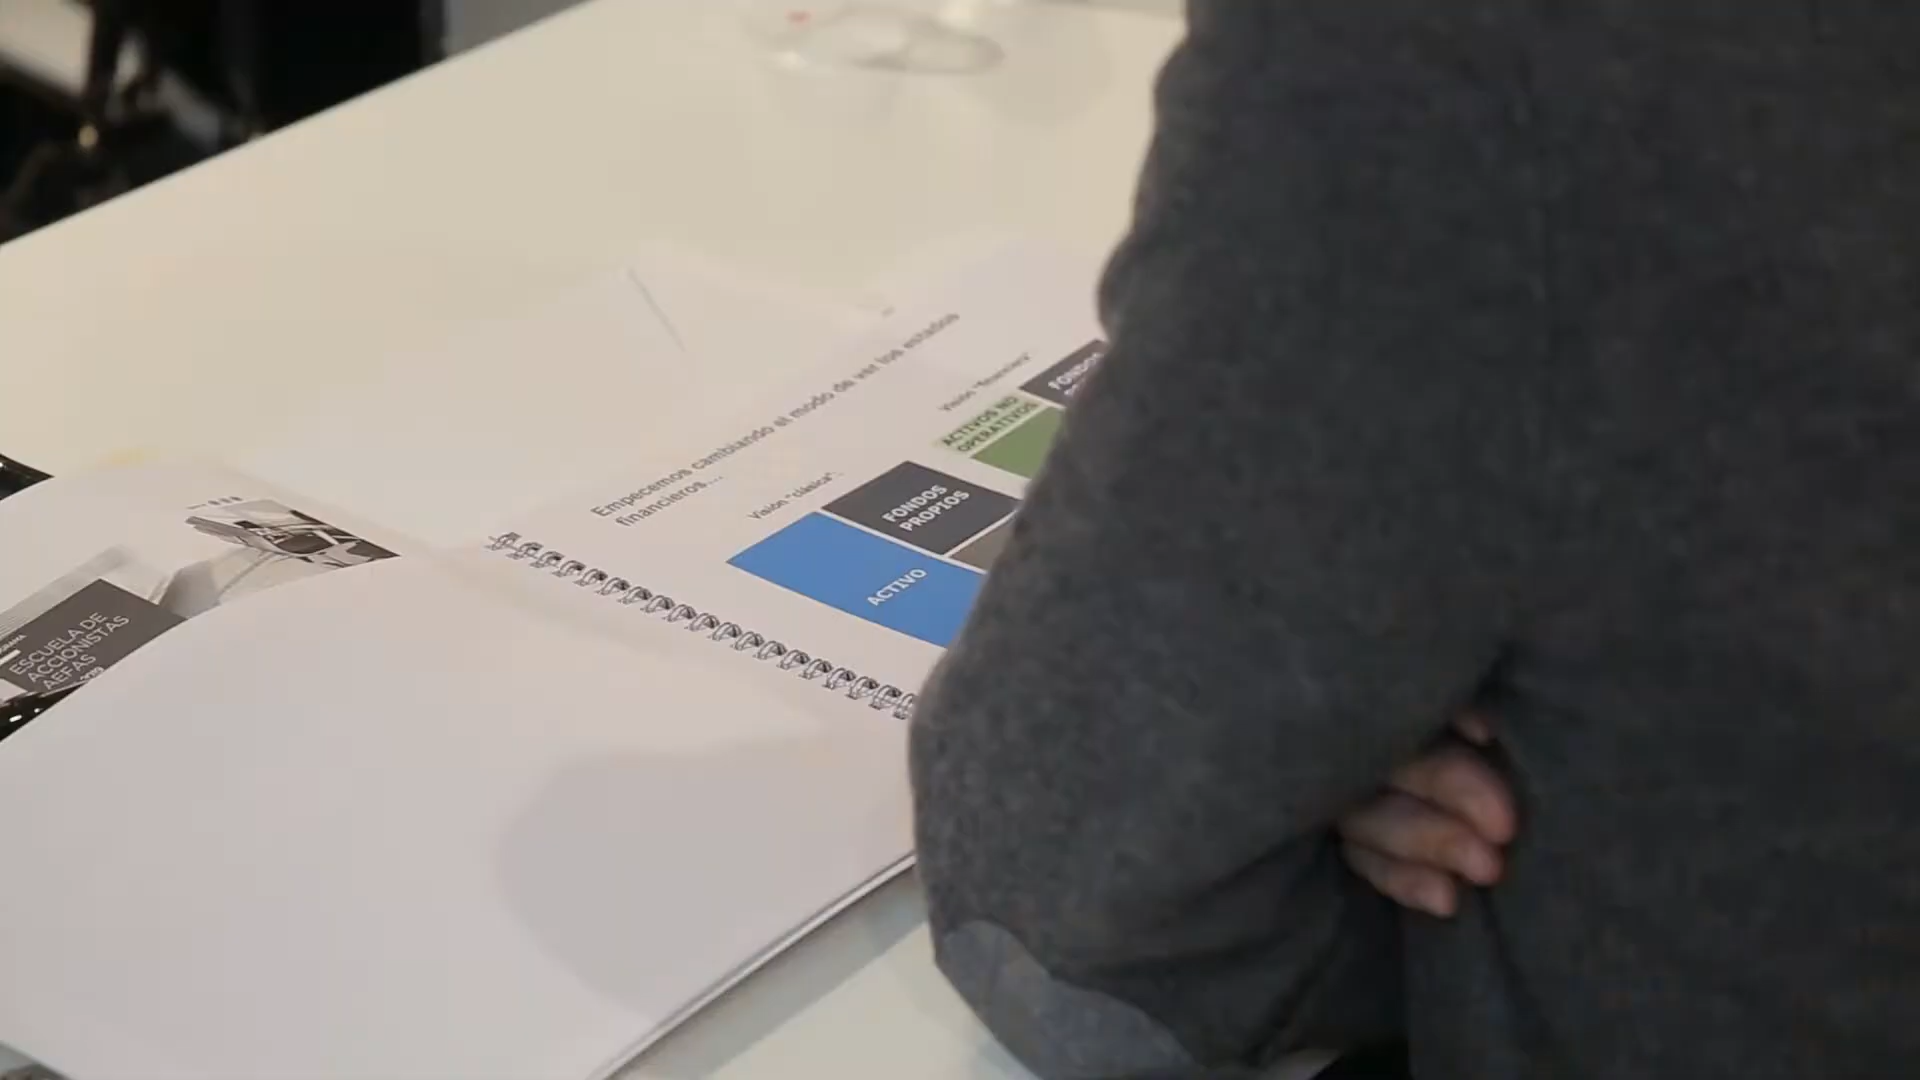 Empecemos cambiando el modo de ver los estados
financieros...
Visión "clásica":
Visión "financiera":
FONDOS
PROPIOS
ACTIVO
ACTIVOS NO
OPERATIVOS
FONDOS
ESCUELA DE
ACCIONISTAS
AEFAS